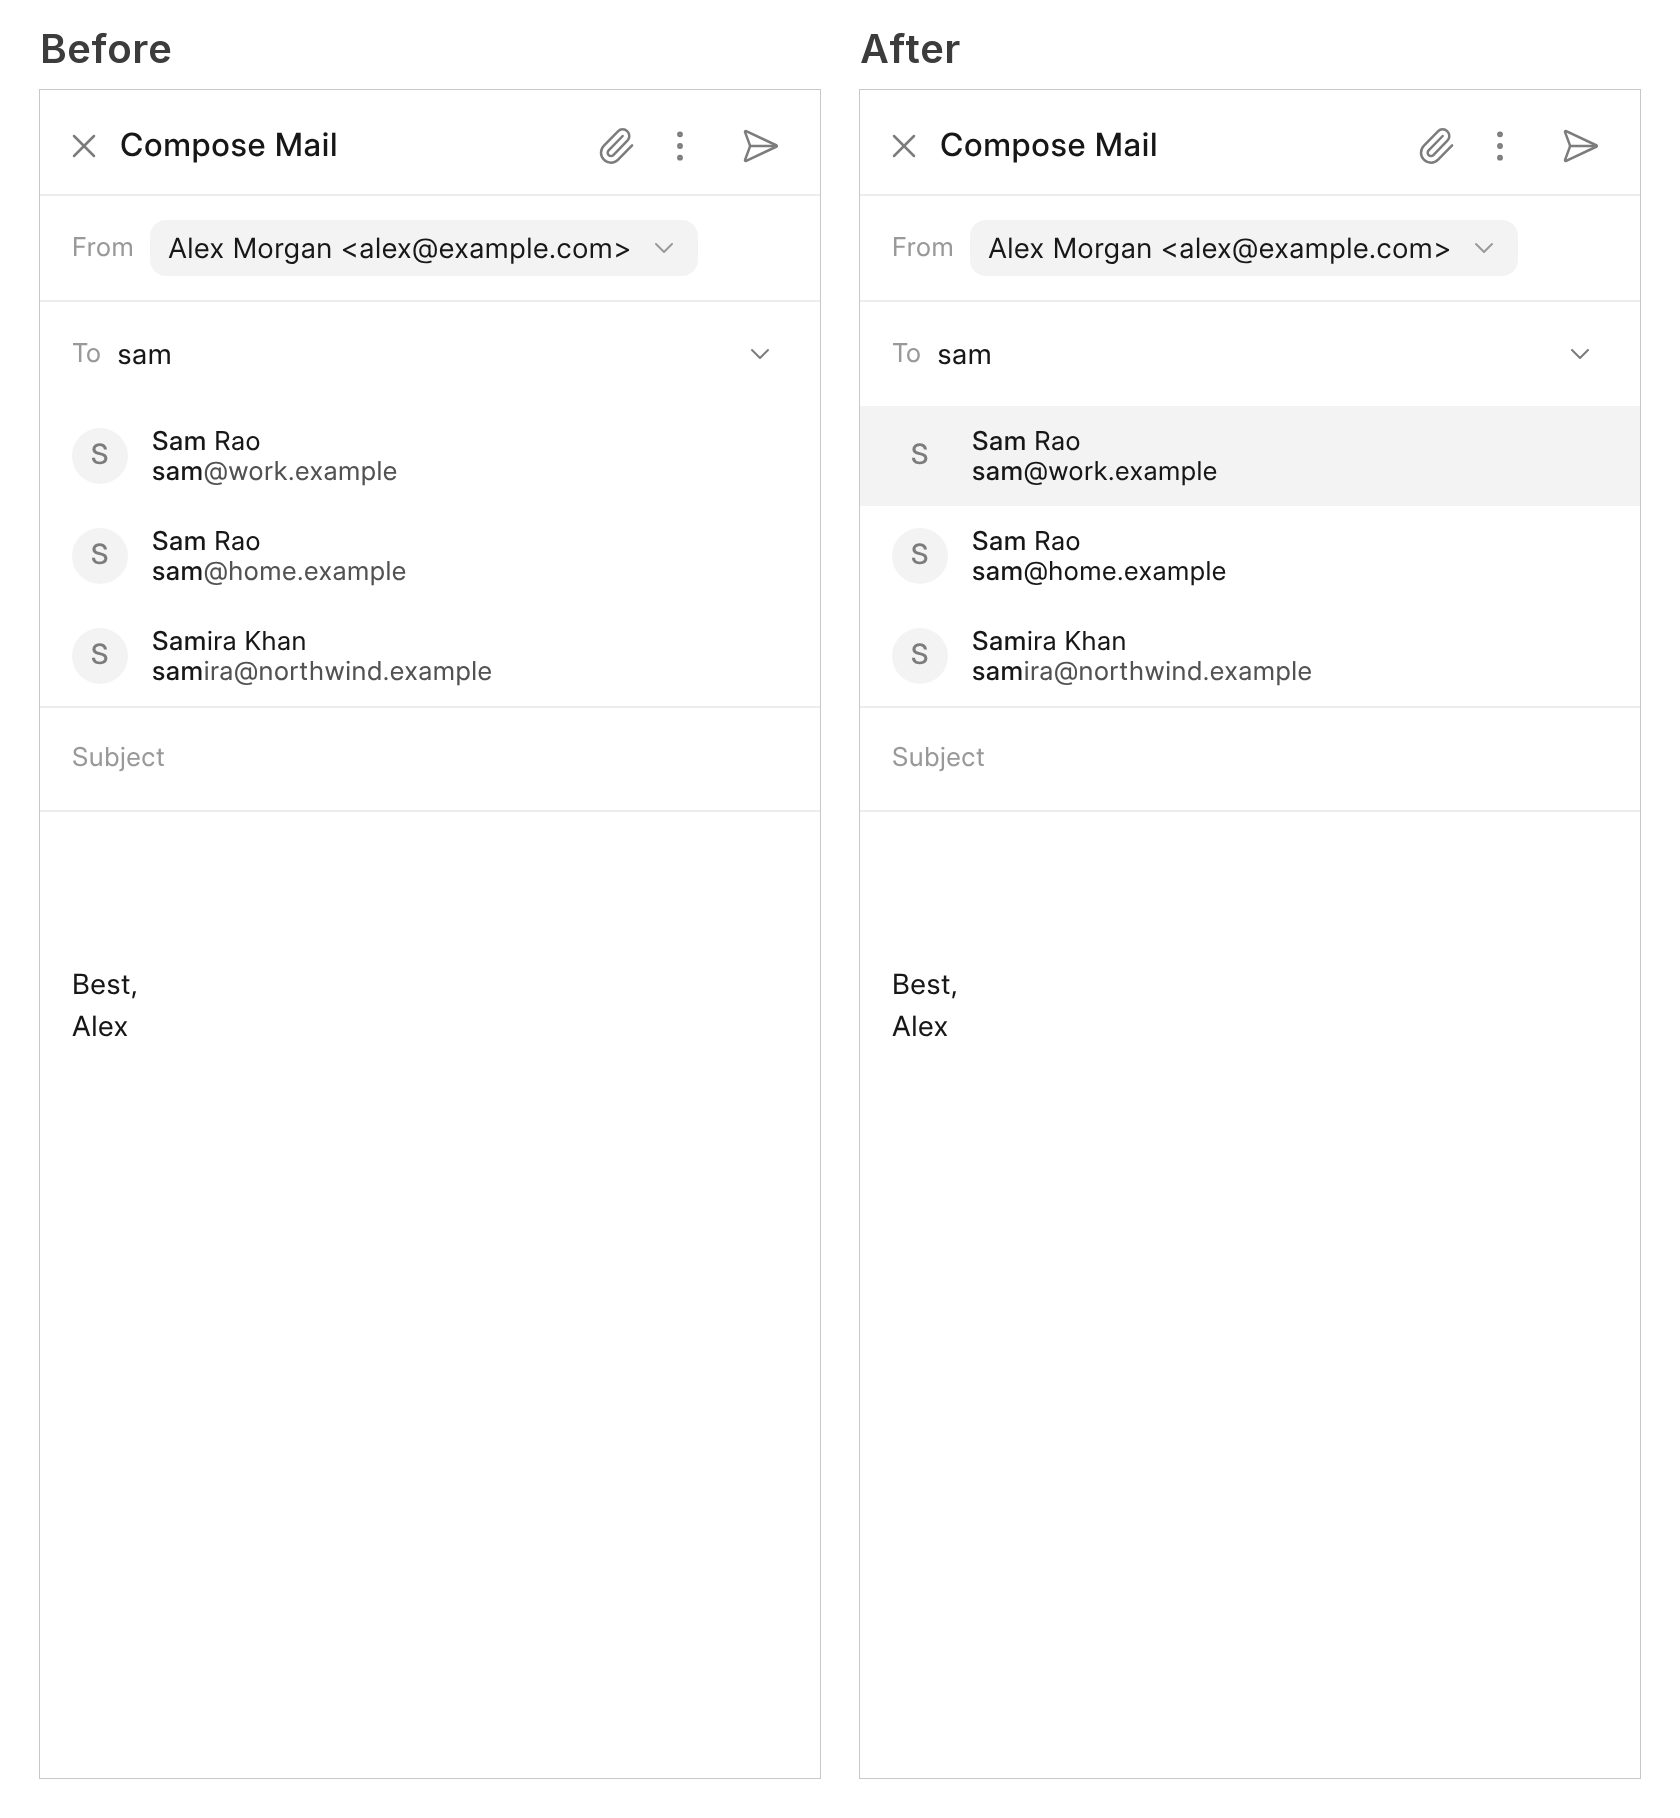 Before
Compose Mail
From Alex Morgan <alex@example.com>
To sam
S
Sam Rao
sam@work.example
S
Sam Rao
sam@home.example
S
Samira Khan
samira@northwind.example
Subject
Best,
Alex
After
Compose Mail
From Alex Morgan <alex@example.com>
To sam
S
Sam Rao
sam@work.example
S
Sam Rao
sam@home.example
S
Samira Khan
samira@northwind.example
Subject
Best,
Alex